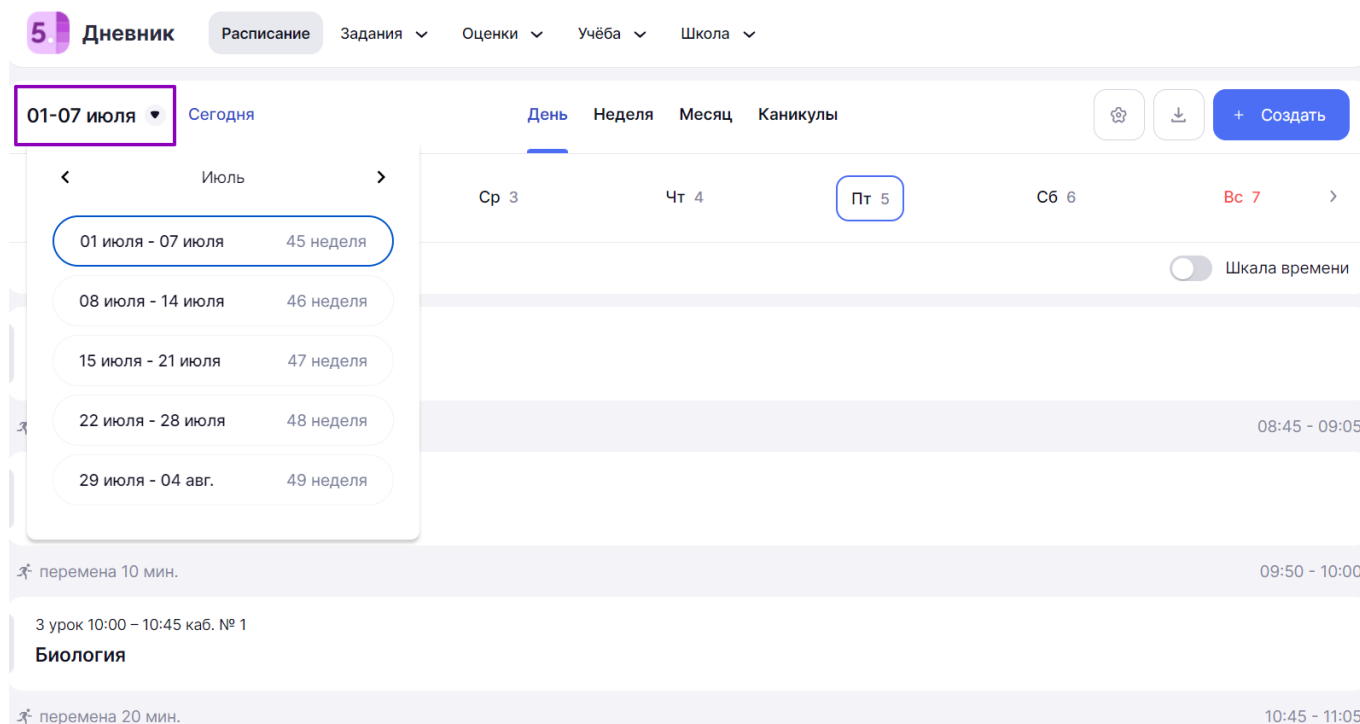 5. Дневник Расписание Задания Оценки Учёба Школа
01-07 июля Сегодня День Неделя Месяц Каникулы + Создать
Июль
Ср 3 Чт 4 Пт 5 Сб 6 Вс 7
01 июля - 07 июля 45 неделя
Шкала времени
08 июля - 14 июля 46 неделя
15 июля - 21 июля 47 неделя
22 июля - 28 июля 48 неделя
08:45 - 09:05
29 июля - 04 авг. 49 неделя
перемена 10 мин. 09:50 - 10:00
3 урок 10:00 – 10:45 каб. № 1
Биология
перемена 20 мин. 10:45 - 11:05